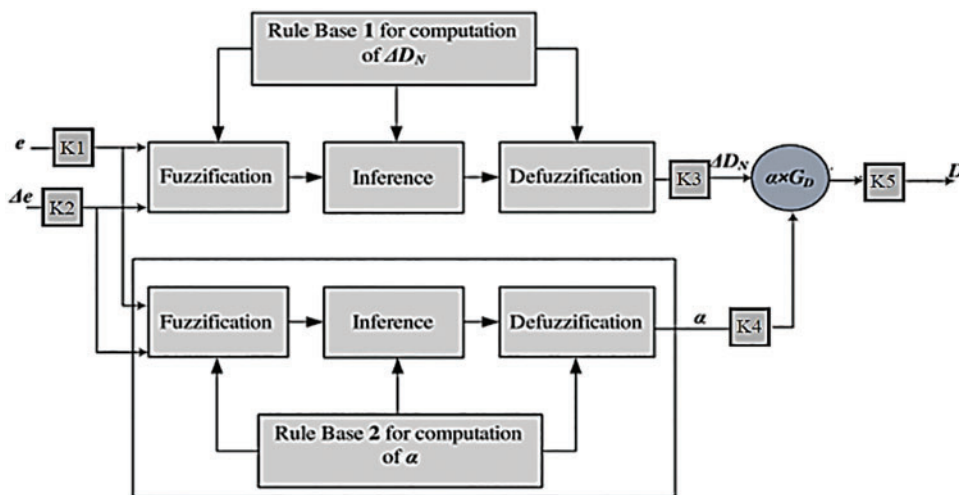 Rule Base 1 for computation
of ΔD_N
e
K1
Δe
K2
Fuzzification
Inference
Defuzzification
K3
ΔD_N
α×G_D
K5
D
Fuzzification
Inference
Defuzzification
α
K4
Rule Base 2 for computation
of α